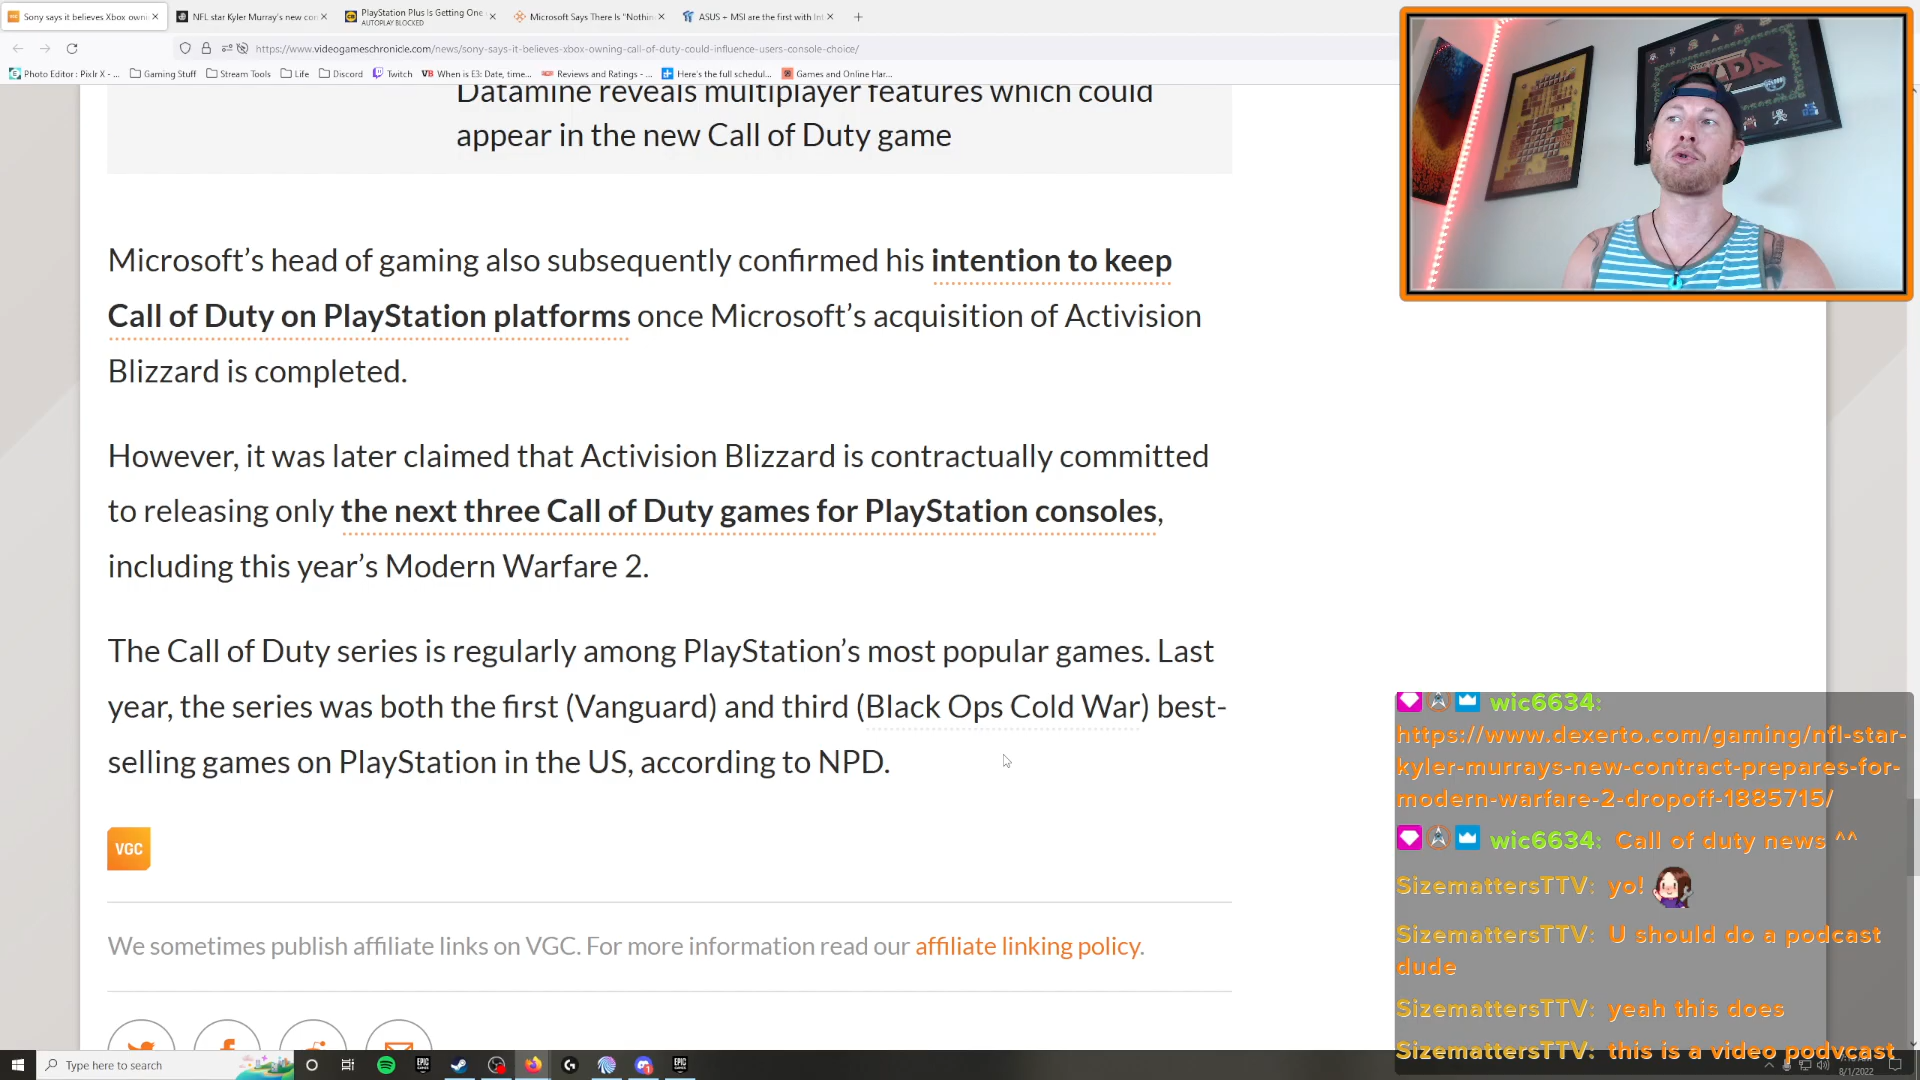 Sony says it believes Xbox owni
NFL star Kyler Murray's new con
PlayStation Plus Is Getting One
AUTOPLAY BLOCKED
Microsoft Says There Is "Nothin
ASUS + MSI are the first with Int
https://www.videogameschronicle.com/news/sony-says-it-believes-xbox-owning-call-of-duty-could-influence-users-console-choice/
Photo Editor : Pixlr X - ...
Gaming Stuff
Stream Tools
Life
Discord
Twitch
When is E3: Date, time...
Reviews and Ratings - ...
Here's the full schedul...
Games and Online Har...
Datamine reveals multiplayer features which could
appear in the new Call of Duty game
Microsoft's head of gaming also subsequently confirmed his intention to keep
Call of Duty on PlayStation platforms once Microsoft's acquisition of Activision
Blizzard is completed.
However, it was later claimed that Activision Blizzard is contractually committed
to releasing only the next three Call of Duty games for PlayStation consoles,
including this year's Modern Warfare 2.
The Call of Duty series is regularly among PlayStation's most popular games. Last
year, the series was both the first (Vanguard) and third (Black Ops Cold War) best-
selling games on PlayStation in the US, according to NPD.
VGC
We sometimes publish affiliate links on VGC. For more information read our affiliate linking policy.
wic6634:
https://www.dexerto.com/gaming/nfl-star-
kyler-murrays-new-contract-prepares-for-
modern-warfare-2-dropoff-1885715/
wic6634: Call of duty news ^^
SizemattersTTV: yo!
SizemattersTTV: U should do a podcast
dude
SizemattersTTV: yeah this does
SizemattersTTV: this is a video podvcast
Type here to search
8/1/2022